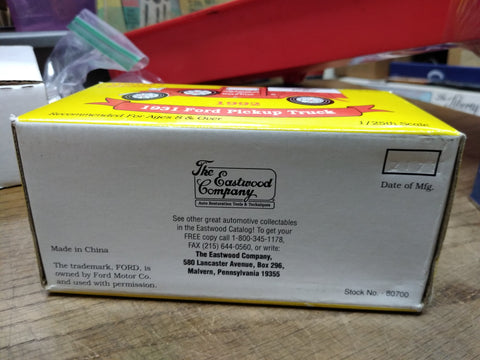 1992
1931 Ford Pickup Truck
Recommended For Ages 8 & Over
1/25th Scale
The
Eastwood
Company
Auto Restoration Tools & Techniques
Date of Mfg.
See other great automotive collectables
in the Eastwood Catalog! To get your
FREE copy call 1-800-345-1178,
FAX (215) 644-0560, or write:
The Eastwood Company,
580 Lancaster Avenue, Box 296,
Malvern, Pennsylvania 19355
Made in China
The trademark, FORD, is
owned by Ford Motor Co.
and used with permission.
Stock No. - 80700
the Liberty